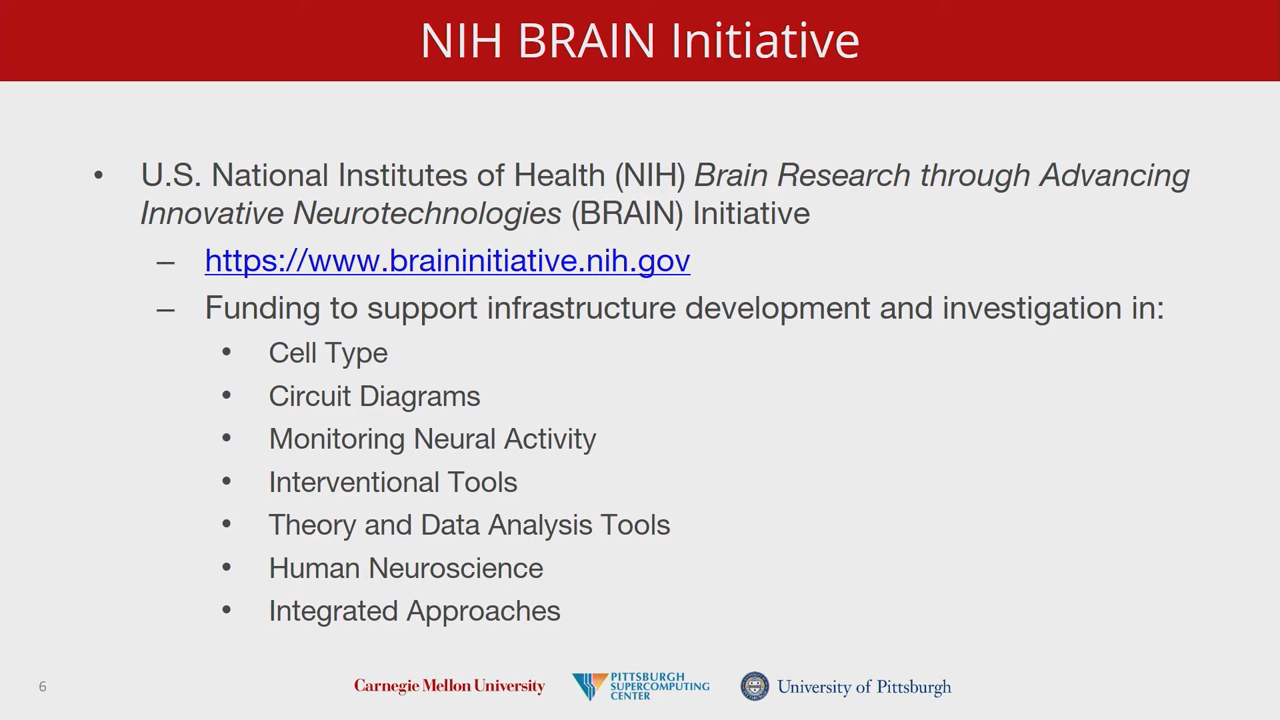 NIH BRAIN Initiative
• U.S. National Institutes of Health (NIH) Brain Research through Advancing
Innovative Neurotechnologies (BRAIN) Initiative
– https://www.braininitiative.nih.gov
– Funding to support infrastructure development and investigation in:
• Cell Type
• Circuit Diagrams
• Monitoring Neural Activity
• Interventional Tools
• Theory and Data Analysis Tools
• Human Neuroscience
• Integrated Approaches
6
Carnegie Mellon University
PITTSBURGH
SUPERCOMPUTING
CENTER
University of Pittsburgh